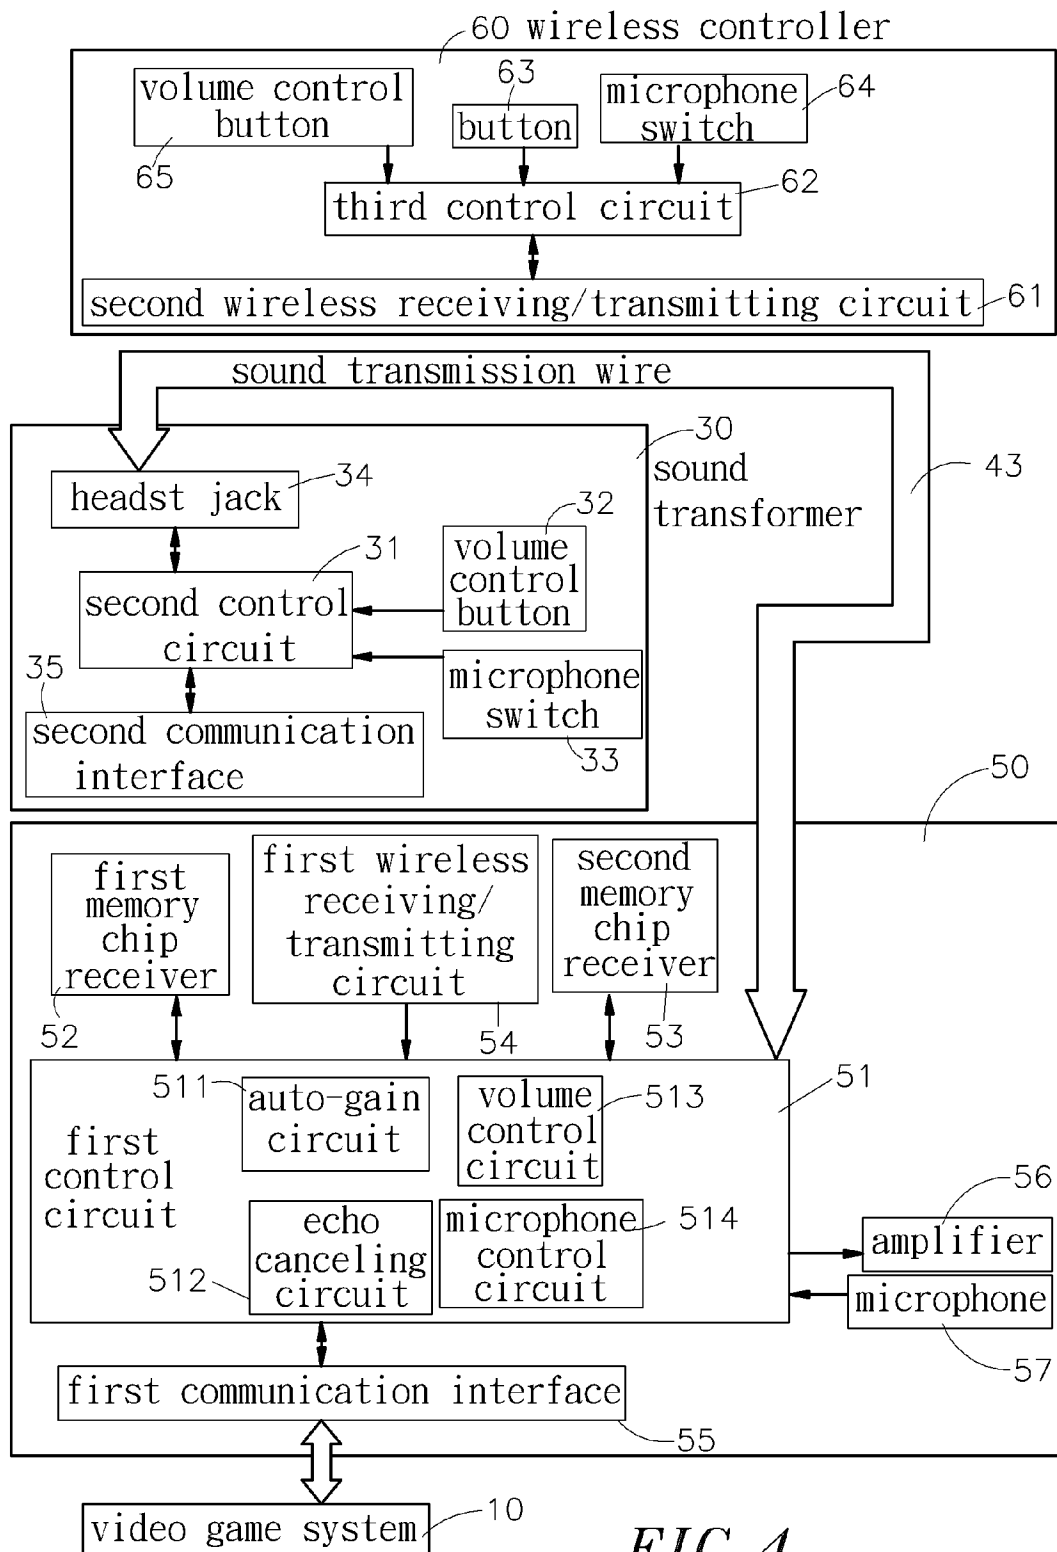 60 wireless controller
volume control
button
65
63
button
microphone
switch
64
third control circuit
62
second wireless receiving/transmitting circuit
61
sound transmission wire
43
30
sound
transformer
headst jack
34
second control
circuit
31
volume
control
button
32
microphone
switch
33
35
second communication
interface
50
first
memory
chip
receiver
52
first wireless
receiving/
transmitting
circuit
54
second
memory
chip
receiver
53
51
first
control
circuit
511
auto-gain
circuit
volume
control
circuit
513
echo
canceling
circuit
512
microphone
control
circuit
514
56
amplifier
microphone
57
first communication interface
55
video game system
10
FIG.4